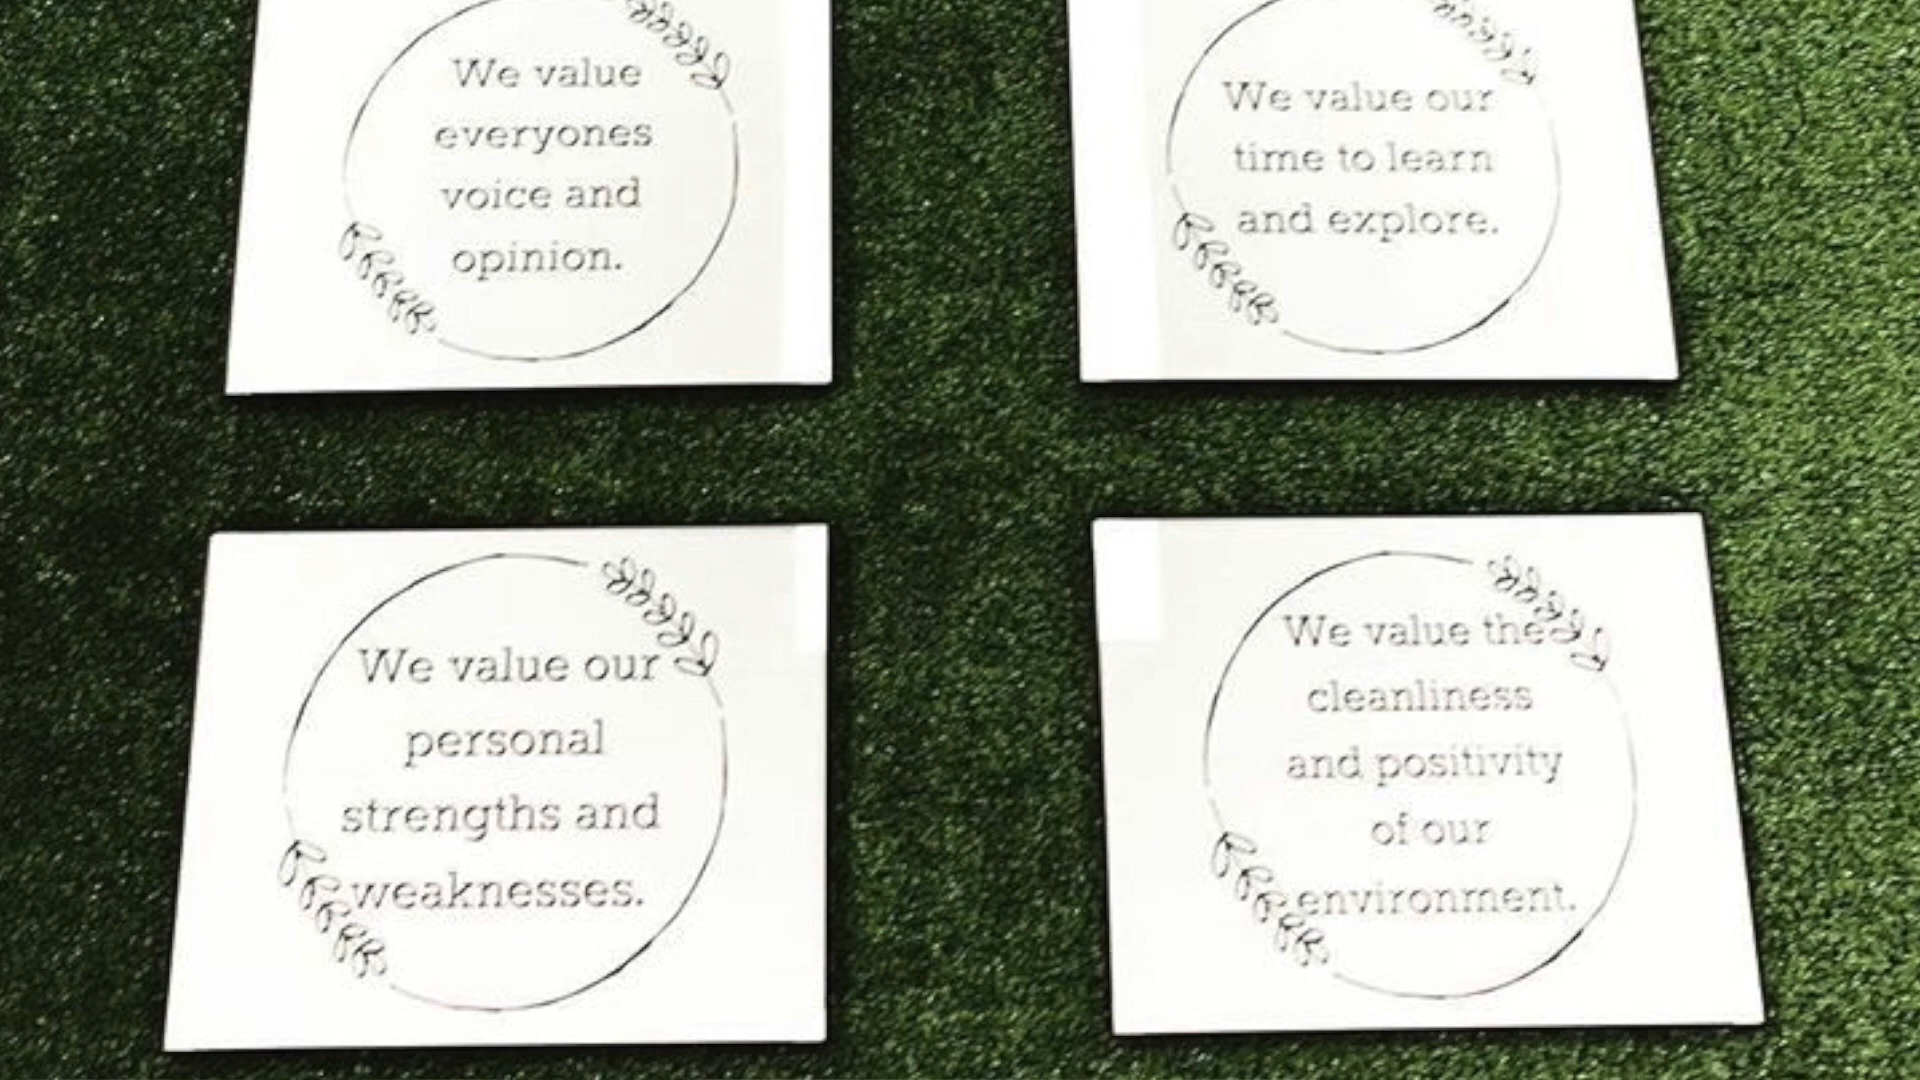 We value
everyones
voice and
opinion.
We value our
time to learn
and explore.
We value our
personal
strengths and
weaknesses.
We value the
cleanliness
and positivity
of our
environment.